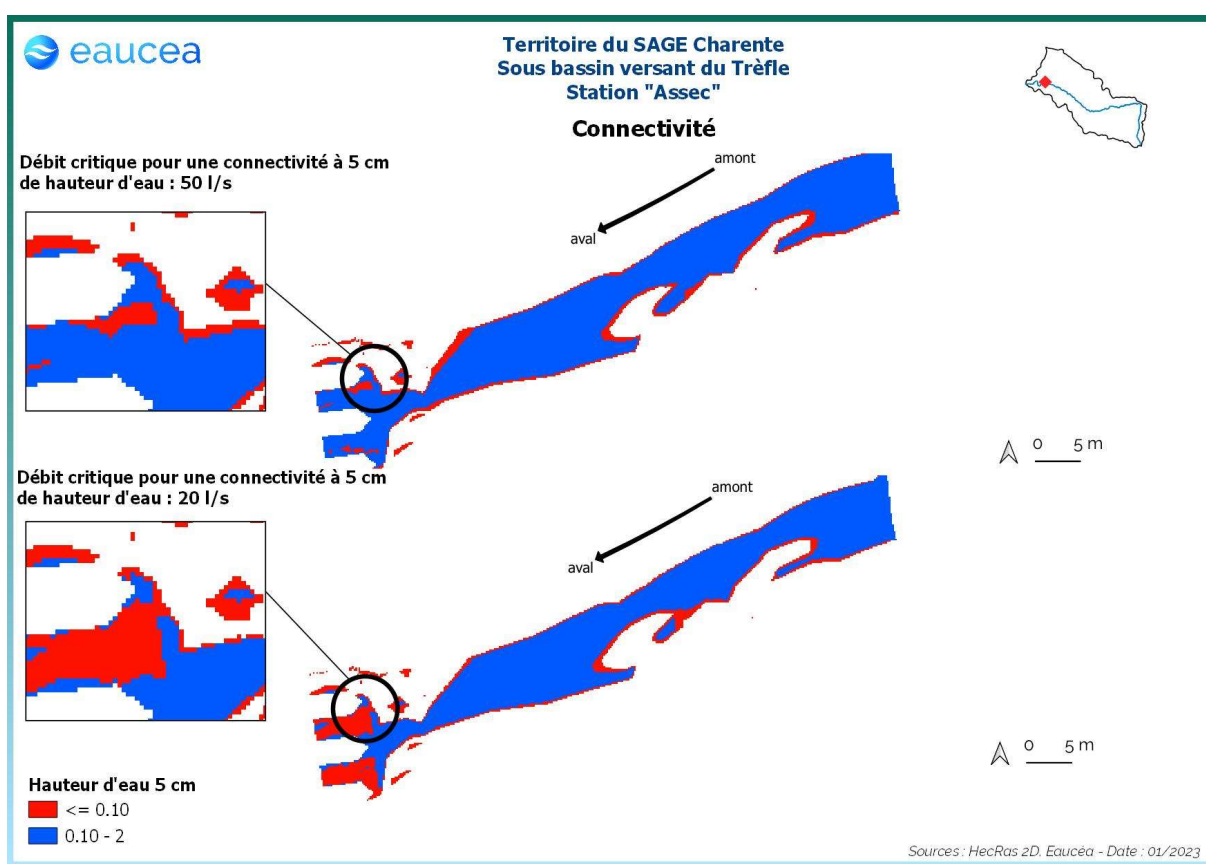 eaucea
Territoire du SAGE Charente
Sous bassin versant du Trèfle
Station "Assec"
Connectivité
Débit critique pour une connectivité à 5 cm
de hauteur d'eau : 50 l/s
amont
aval
0 5 m
Débit critique pour une connectivité à 5 cm
de hauteur d'eau : 20 l/s
amont
aval
0 5 m
Hauteur d'eau 5 cm
<= 0.10
0.10 - 2
Sources : HecRas 2D. Eaucéa - Date : 01/2023